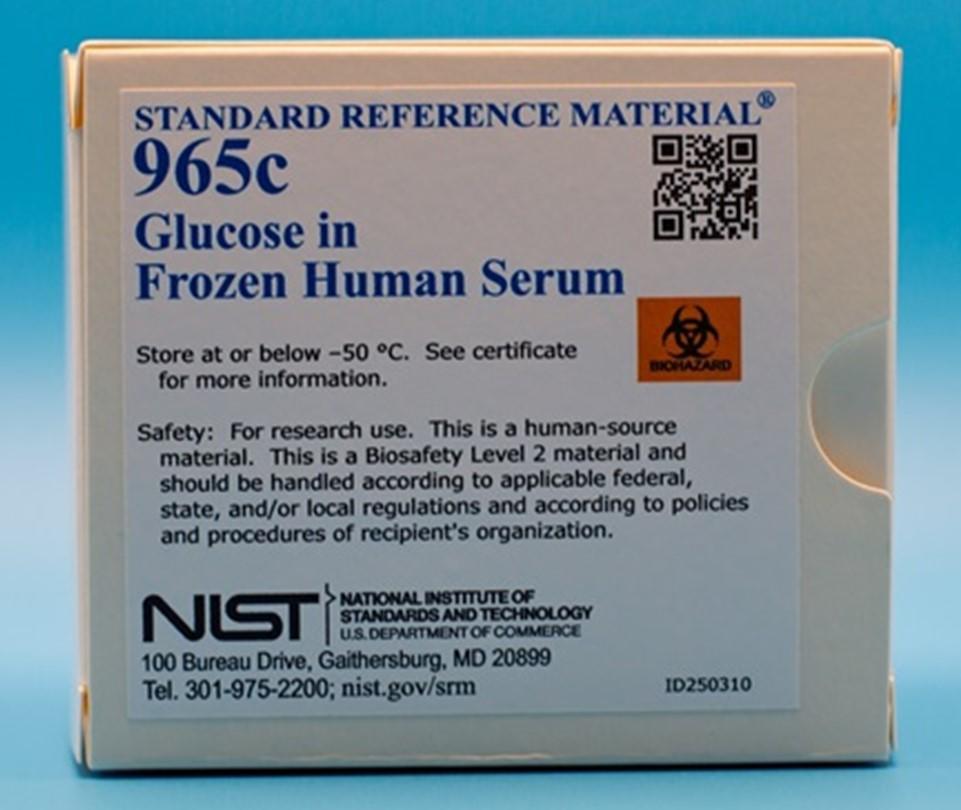 STANDARD REFERENCE MATERIAL®
965c
Glucose in
Frozen Human Serum
BIOHAZARD
Store at or below −50 °C. See certificate
for more information.
Safety: For research use. This is a human-source
material. This is a Biosafety Level 2 material and
should be handled according to applicable federal,
state, and/or local regulations and according to policies
and procedures of recipient's organization.
NIST
NATIONAL INSTITUTE OF
STANDARDS AND TECHNOLOGY
U.S. DEPARTMENT OF COMMERCE
100 Bureau Drive, Gaithersburg, MD 20899
Tel. 301-975-2200; nist.gov/srm
ID250310